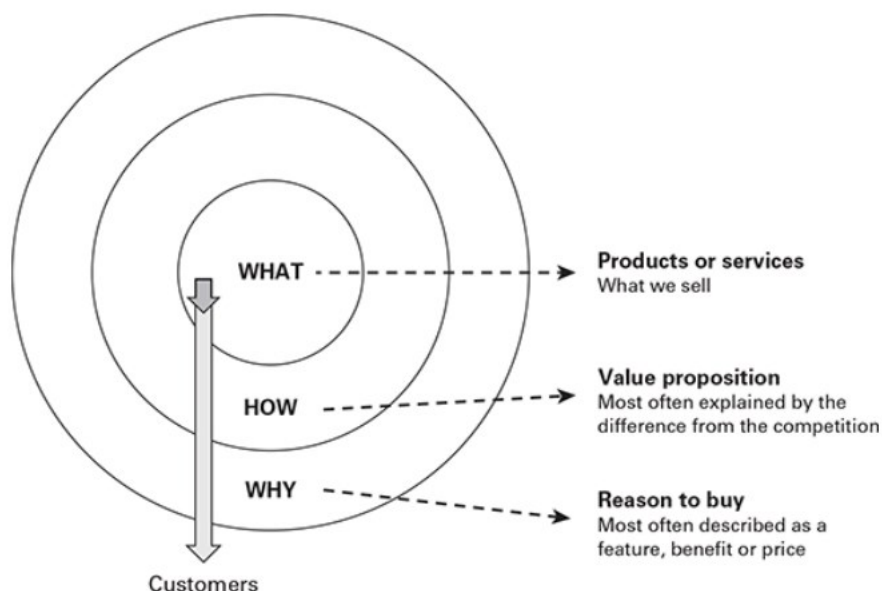 WHAT
Products or services
What we sell
HOW
Value proposition
Most often explained by the
difference from the competition
WHY
Reason to buy
Most often described as a
feature, benefit or price
Customers